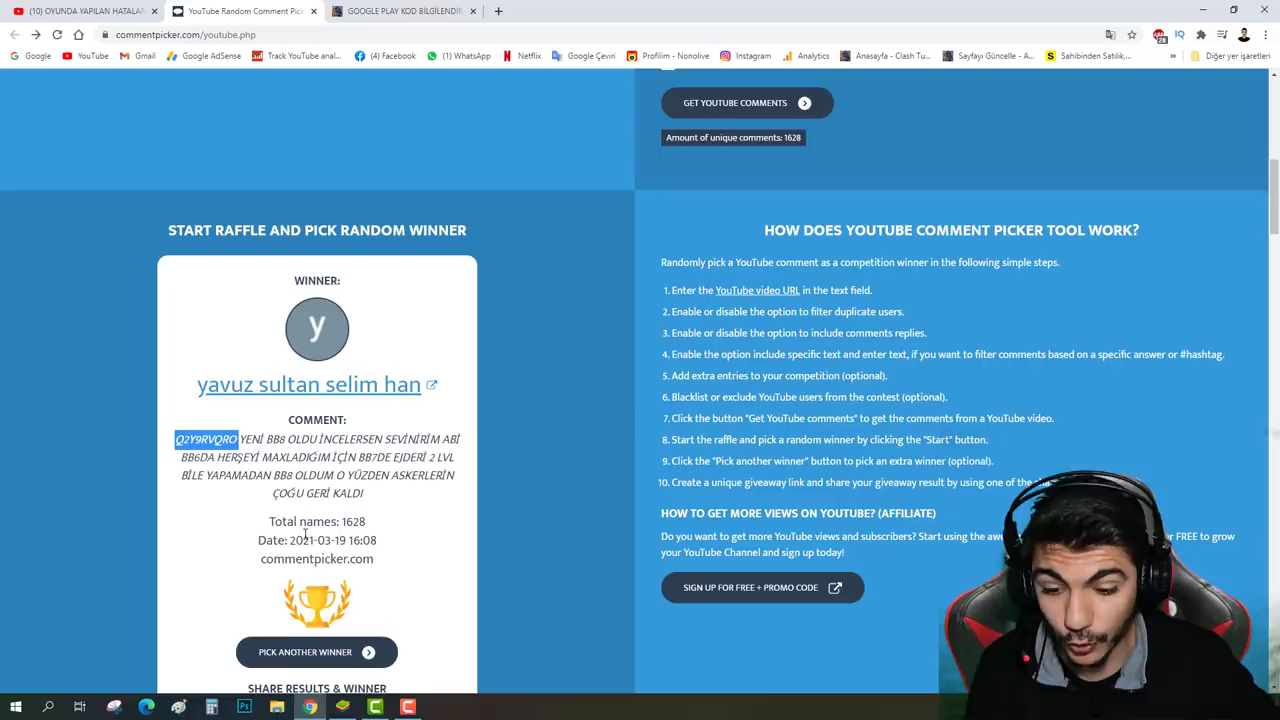 (10) OYUNDA YAPILAN HATALAR
YouTube Random Comment Pic
GOOGLE PLAY KOD BİLGİLENDİR
commentpicker.com/youtube.php
Google
YouTube
Gmail
Google AdSense
Track YouTube anal...
(4) Facebook
(1) WhatsApp
Netflix
Google Çeviri
Profilim - Nonolive
Instagram
Analytics
Anasayfa - Clash Tu...
Sayfayı Güncelle - A...
Sahibinden Satılık,...
»
Diğer yer işaretleri
GET YOUTUBE COMMENTS
Amount of unique comments: 1628
START RAFFLE AND PICK RANDOM WINNER
WINNER:
y
yavuz sultan selim han
COMMENT:
Q2Y9RVQRO YENİ BB8 OLDU İNCELERSEN SEVİNİRİM ABİ
BB6DA HERŞEYİ MAXLADIĞIM İÇİN BB7DE EJDERİ 2 LVL
BİLE YAPAMADAN BB8 OLDUM O YÜZDEN ASKERLERİN
ÇOĞU GERİ KALDI
Total names: 1628
Date: 2021-03-19 16:08
commentpicker.com
PICK ANOTHER WINNER
SHARE RESULTS & WINNER
HOW DOES YOUTUBE COMMENT PICKER TOOL WORK?
Randomly pick a YouTube comment as a competition winner in the following simple steps.
1. Enter the YouTube video URL in the text field.
2. Enable or disable the option to filter duplicate users.
3. Enable or disable the option to include comments replies.
4. Enable the option include specific text and enter text, if you want to filter comments based on a specific answer or #hashtag.
5. Add extra entries to your competition (optional).
6. Blacklist or exclude YouTube users from the contest (optional).
7. Click the button "Get YouTube comments" to get the comments from a YouTube video.
8. Start the raffle and pick a random winner by clicking the "Start" button.
9. Click the "Pick another winner" button to pick an extra winner (optional).
10. Create a unique giveaway link and share your giveaway result by using one of the
HOW TO GET MORE VIEWS ON YOUTUBE? (AFFILIATE)
Do you want to get more YouTube views and subscribers? Start using the
or FREE to grow
your YouTube Channel and sign up today!
SIGN UP FOR FREE + PROMO CODE